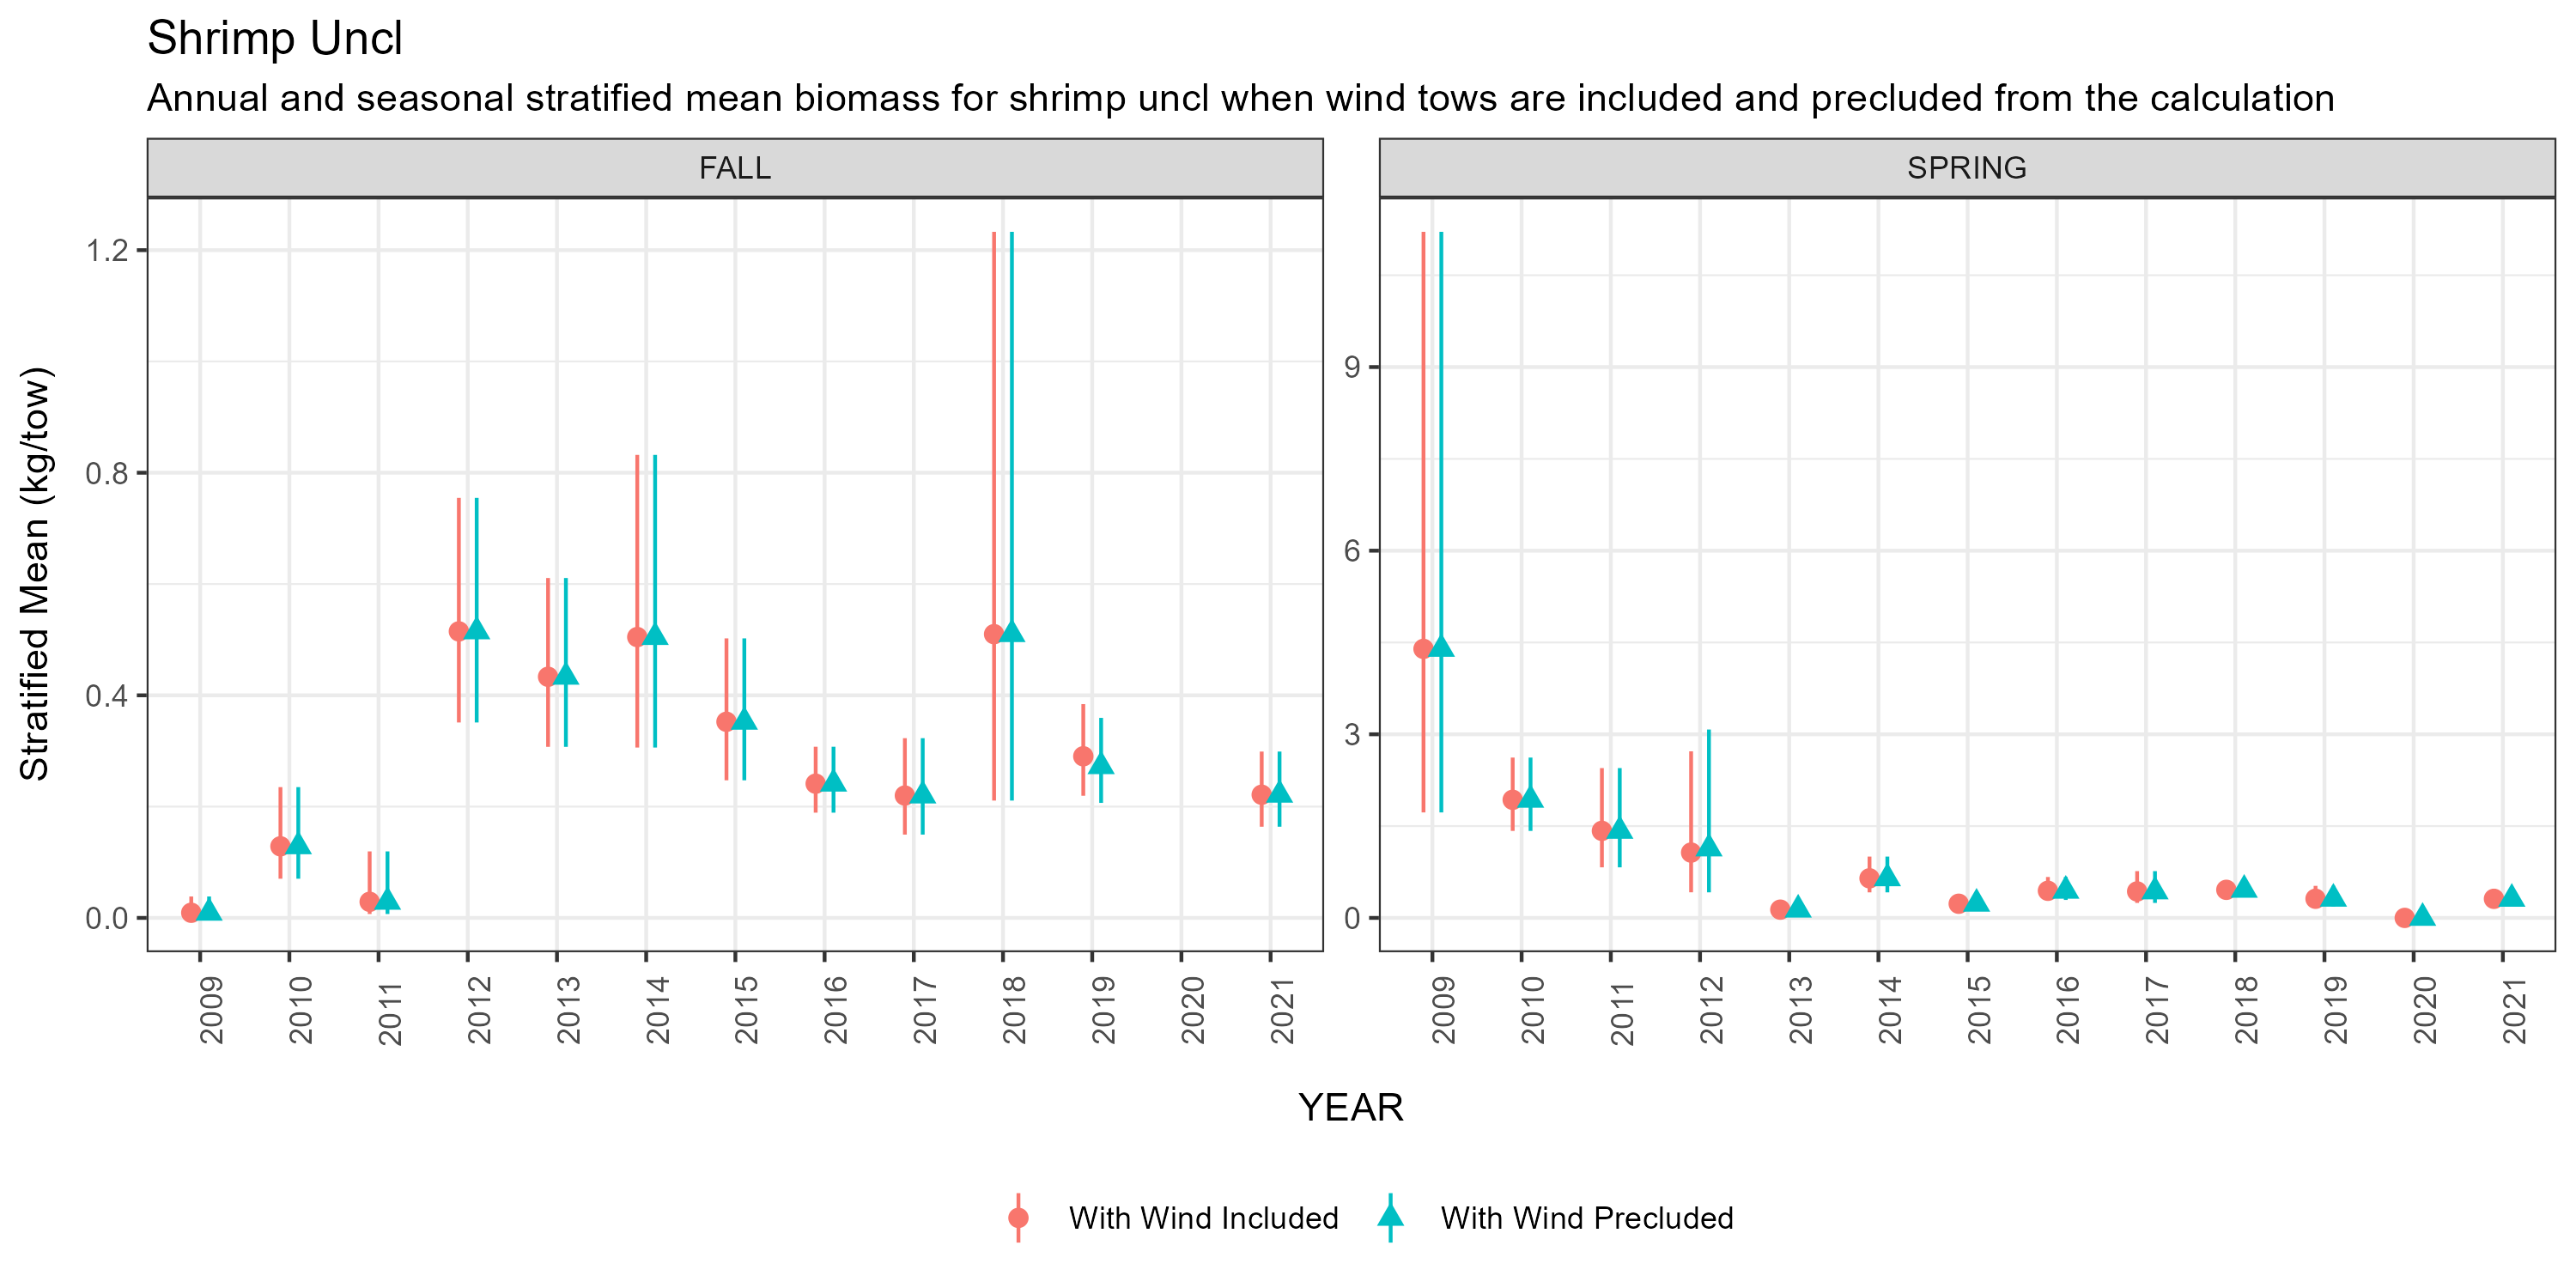 Shrimp Uncl
Annual and seasonal stratified mean biomass for shrimp uncl when wind tows are included and precluded from the calculation
FALL
SPRING
Stratified Mean (kg/tow)
1.2
0.8
0.4
0.0
9
6
3
0
2009 2010 2011 2012 2013 2014 2015 2016 2017 2018 2019 2020 2021
2009 2010 2011 2012 2013 2014 2015 2016 2017 2018 2019 2020 2021
YEAR
With Wind Included
With Wind Precluded